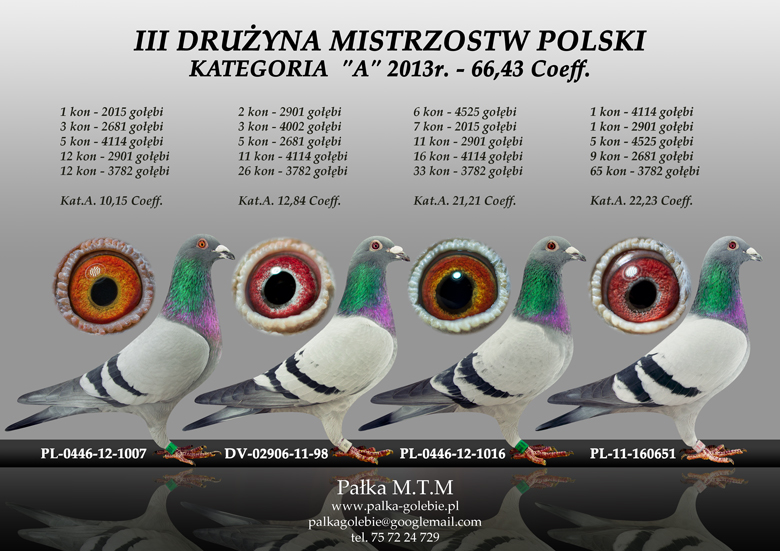 III DRUŻYNA MISTRZOSTW POLSKI
KATEGORIA "A" 2013r. - 66,43 Coeff.
1 kon - 2015 gołębi
3 kon - 2681 gołębi
5 kon - 4114 gołębi
12 kon - 2901 gołębi
12 kon - 3782 gołębi
Kat.A. 10,15 Coeff.
2 kon - 2901 gołębi
3 kon - 4002 gołębi
5 kon - 2681 gołębi
11 kon - 4114 gołębi
26 kon - 3782 gołębi
Kat.A. 12,84 Coeff.
6 kon - 4525 gołębi
7 kon - 2015 gołębi
11 kon - 2901 gołębi
16 kon - 4114 gołębi
33 kon - 3782 gołębi
Kat.A. 21,21 Coeff.
1 kon - 4114 gołębi
1 kon - 2901 gołębi
5 kon - 4525 gołębi
9 kon - 2681 gołębi
65 kon - 3782 gołębi
Kat.A. 22,23 Coeff.
PL-0446-12-1007
DV-02906-11-98
PL-0446-12-1016
PL-11-160651
Pałka M.T.M
www.palka-golebie.pl
palkagolebie@googlemail.com
tel. 75 72 24 729